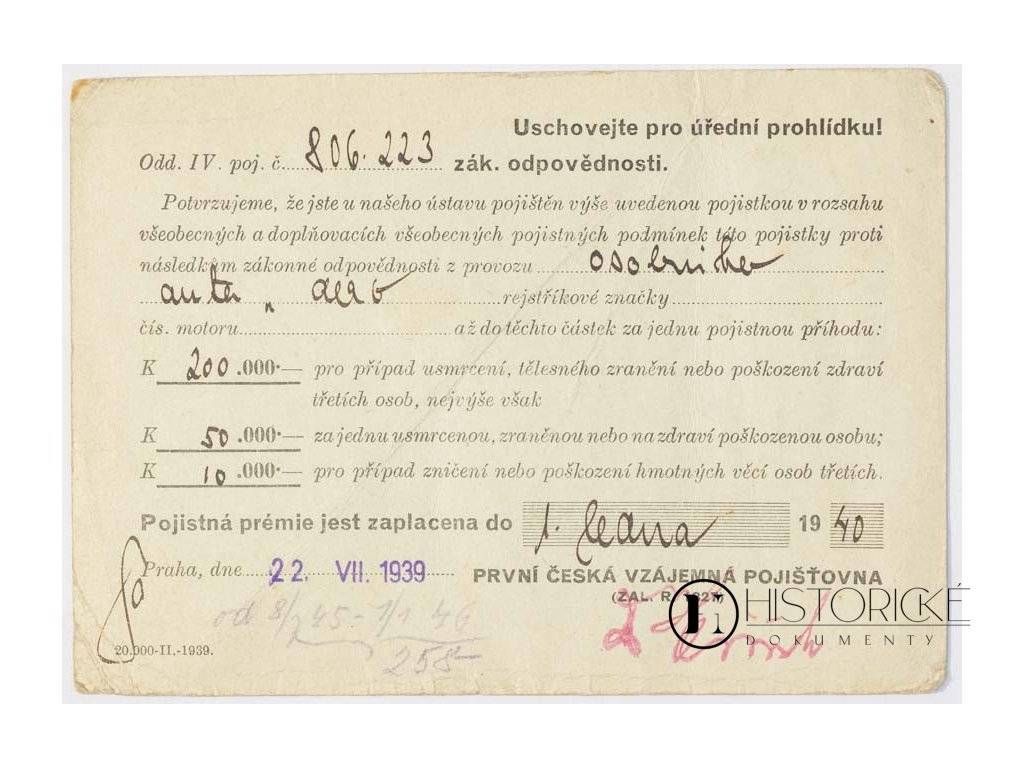 Uschovejte pro úřední prohlídku!
Odd. IV. poj. č. 806.223 zák. odpovědnosti.
Potvrzujeme, že jste u našeho ústavu pojištěn výše uvedenou pojistkou v rozsahu
všeobecných a doplňovacích všeobecných pojistných podmínek této pojistky proti
následkům zákonné odpovědnosti z provozu osobního
auta „ aero rejstříkové značky
čís. motoru až do těchto částek za jednu pojistnou příhodu:
K 200.000·— pro případ usmrcení, tělesného zranění nebo poškození zdraví
třetích osob, nejvýše však
K 50.000·— za jednu usmrcenou, zraněnou nebo na zdraví poškozenou osobu;
K 10.000·— pro případ zničení nebo poškození hmotných věcí osob třetích.
Pojistná prémie jest zaplacena do 1. ledna 1940
Praha, dne 22. VII. 1939 PRVNÍ ČESKÁ VZÁJEMNÁ POJIŠŤOVNA
(ZAL. R. 1827)
HISTORICKÉ
DOKUMENTY
od 8/2 45 - 1/1 46
258-
20.000-II.-1939.